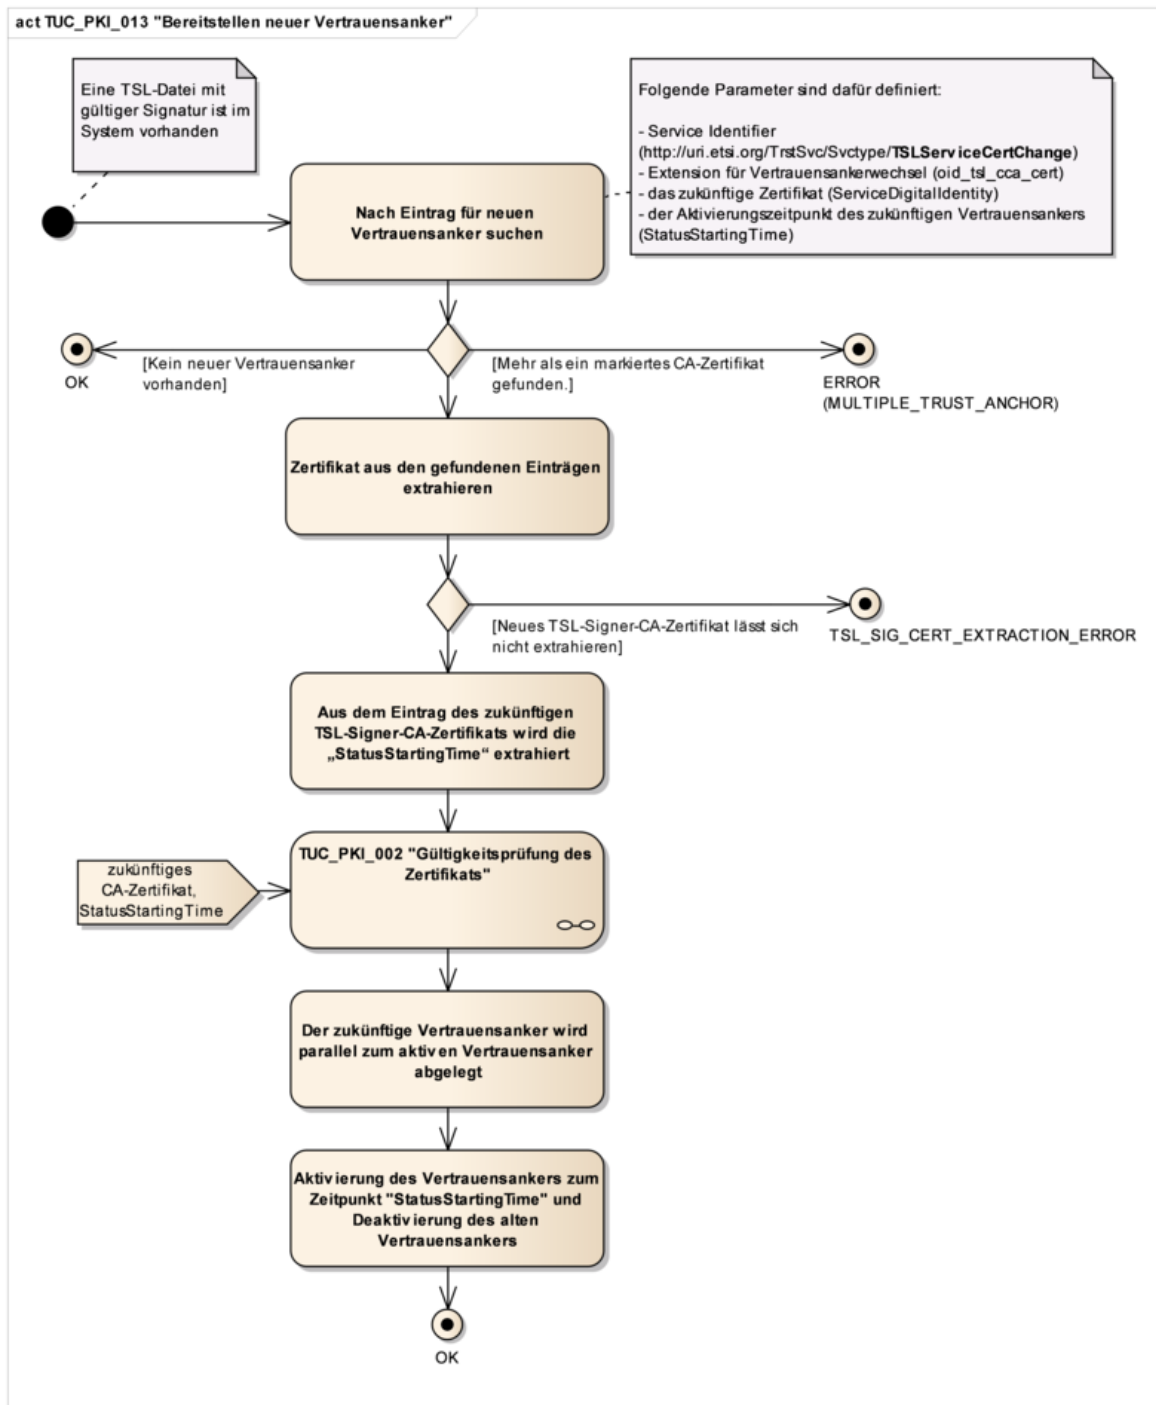 act TUC_PKI_013 "Bereitstellen neuer Vertrauensanker"
Eine TSL-Datei mit
gültiger Signatur ist im
System vorhanden
Folgende Parameter sind dafür definiert:
- Service Identifier
(http://uri.etsi.org/TrstSvc/Svctype/TSLServiceCertChange)
- Extension für Vertrauensankerwechsel (oid_tsl_cca_cert)
- das zukünftige Zertifikat (ServiceDigitalIdentity)
- der Aktivierungszeitpunkt des zukünftigen Vertrauensankers
(StatusStartingTime)
Nach Eintrag für neuen
Vertrauensanker suchen
[Kein neuer Vertrauensanker
vorhanden]
OK
[Mehr als ein markiertes CA-Zertifikat
gefunden.]
ERROR
(MULTIPLE_TRUST_ANCHOR)
Zertifikat aus den gefundenen Einträgen
extrahieren
[Neues TSL-Signer-CA-Zertifikat lässt sich
nicht extrahieren]
TSL_SIG_CERT_EXTRACTION_ERROR
Aus dem Eintrag des zukünftigen
TSL-Signer-CA-Zertifikats wird die
„StatusStartingTime“ extrahiert
zukünftiges
CA-Zertifikat,
StatusStartingTime
TUC_PKI_002 "Gültigkeitsprüfung des
Zertifikats"
Der zukünftige Vertrauensanker wird
parallel zum aktiven Vertrauensanker
abgelegt
Aktivierung des Vertrauensankers zum
Zeitpunkt "StatusStartingTime" und
Deaktivierung des alten
Vertrauensankers
OK